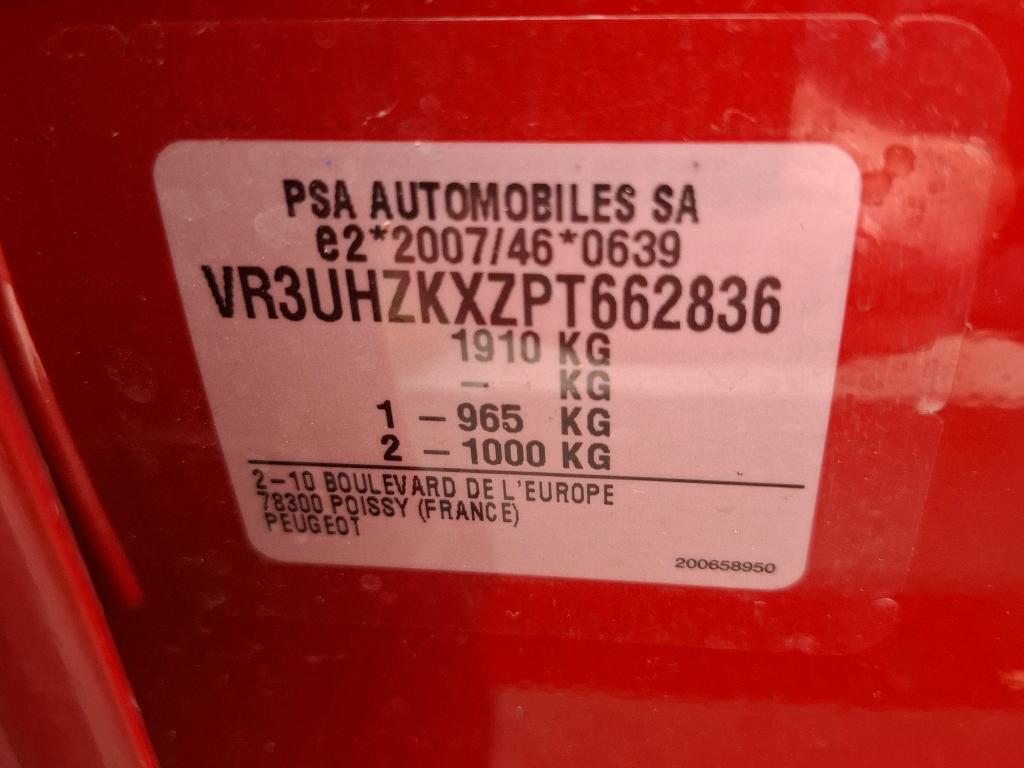 PSA AUTOMOBILES SA
e2*2007/46*0639
VR3UHZKXZPT662836
1910 KG
- KG
1 - 965 KG
2 - 1000 KG
2-10 BOULEVARD DE L'EUROPE
78300 POISSY (FRANCE)
PEUGEOT
200658950